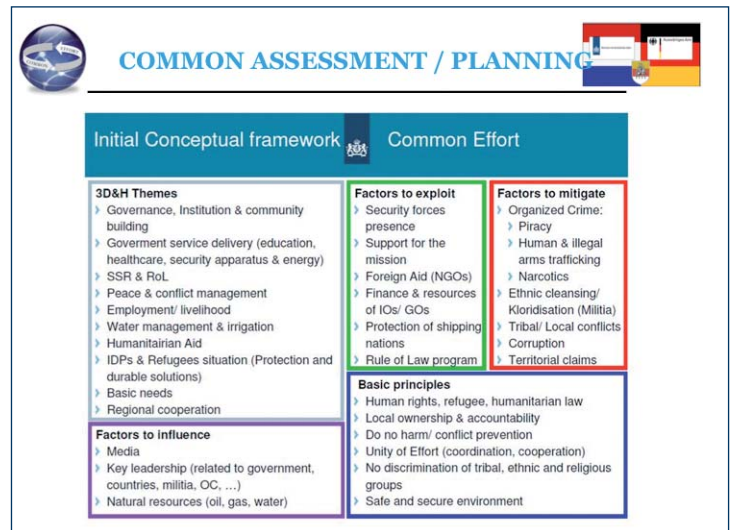 COMMON ASSESSMENT / PLANNING
Initial Conceptual framework
Common Effort
3D&H Themes
Governance, Institution & community
building
Goverment service delivery (education,
healthcare, security apparatus & energy)
SSR & RoL
Peace & conflict management
Employment/ livelihood
Water management & irrigation
Humanitairian Aid
IDPs & Refugees situation (Protection and
durable solutions)
Basic needs
Regional cooperation
Factors to influence
Media
Key leadership (related to government,
countries, militia, OC, …)
Natural resources (oil, gas, water)
Factors to exploit
Security forces
presence
Support for the
mission
Foreign Aid (NGOs)
Finance & resources
of IOs/ GOs
Protection of shipping
nations
Rule of Law program
Factors to mitigate
Organized Crime:
Piracy
Human & illegal
arms trafficking
Narcotics
Ethnic cleansing/
Kloridisation (Militia)
Tribal/ Local conflicts
Corruption
Territorial claims
Basic principles
Human rights, refugee, humanitarian law
Local ownership & accountability
Do no harm/ conflict prevention
Unity of Effort (coordination, cooperation)
No discrimination of tribal, ethnic and religious
groups
Safe and secure environment